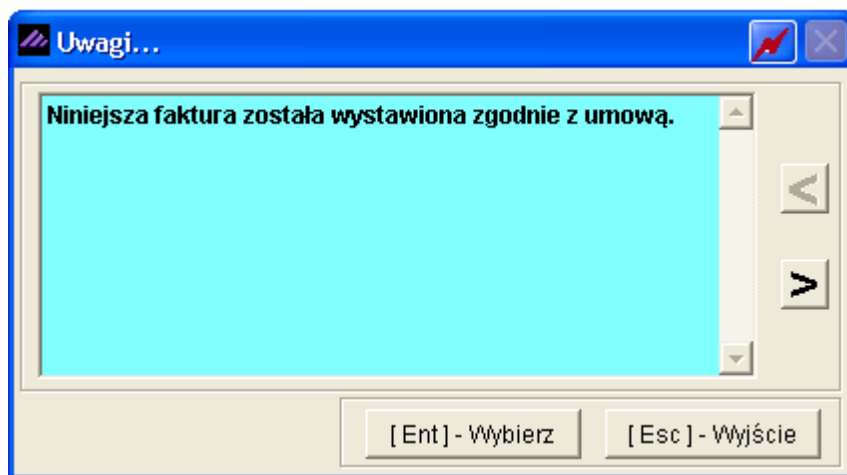 Uwagi...
Niniejsza faktura została wystawiona zgodnie z umową.
<
>
[ Ent ] - Wybierz
[ Esc ] - Wyjście